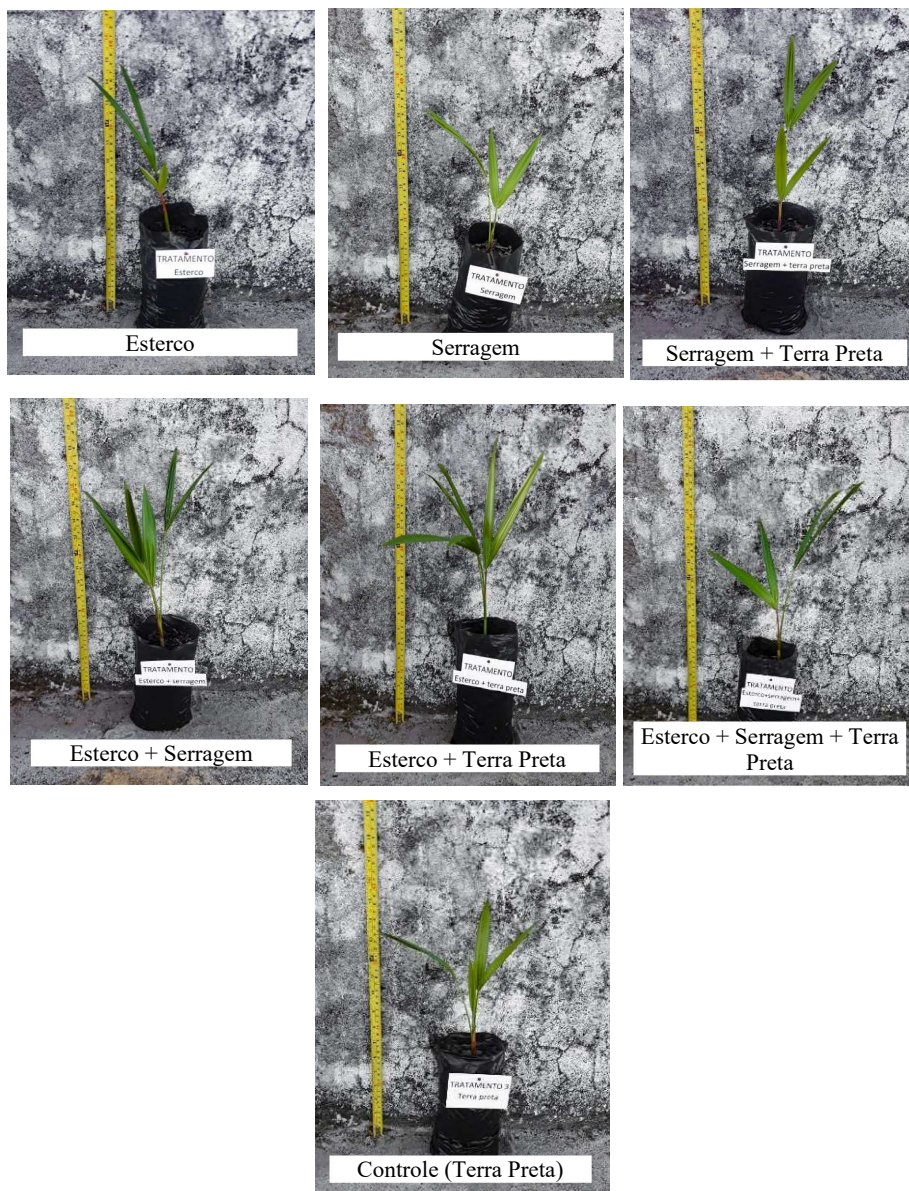 TRATAMENTO
Esterco
Esterco
TRATAMENTO
Serragem
Serragem
TRATAMENTO
Serragem + terra preta
Serragem + Terra Preta
TRATAMENTO
Esterco + serragem
Esterco + Serragem
TRATAMENTO
Esterco + terra preta
Esterco + Terra Preta
TRATAMENTO
Esterco+serragem+
terra preta
Esterco + Serragem + Terra
Preta
TRATAMENTO 3
Terra preta
Controle (Terra Preta)